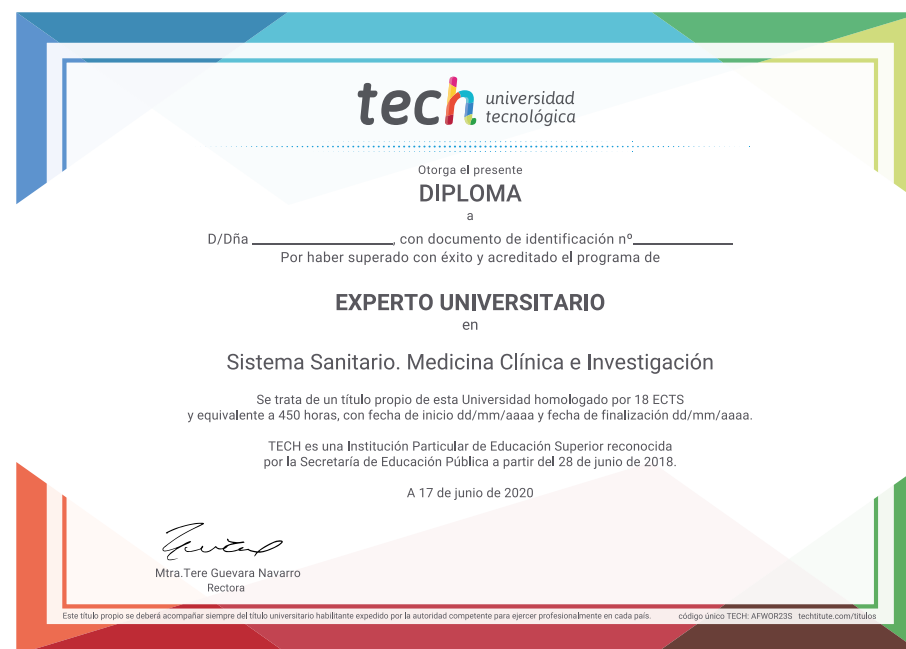 tech universidad
tecnológica
Otorga el presente
DIPLOMA
a
D/Dña ________________, con documento de identificación nº____________
Por haber superado con éxito y acreditado el programa de
EXPERTO UNIVERSITARIO
en
Sistema Sanitario. Medicina Clínica e Investigación
Se trata de un título propio de esta Universidad homologado por 18 ECTS
y equivalente a 450 horas, con fecha de inicio dd/mm/aaaa y fecha de finalización dd/mm/aaaa.
TECH es una Institución Particular de Educación Superior reconocida
por la Secretaría de Educación Pública a partir del 28 de junio de 2018.
A 17 de junio de 2020
Mtra.Tere Guevara Navarro
Rectora
Este título propio se deberá acompañar siempre del título universitario habilitante expedido por la autoridad competente para ejercer profesionalmente en cada país. código único TECH: AFWOR23S techtitute.com/titulos